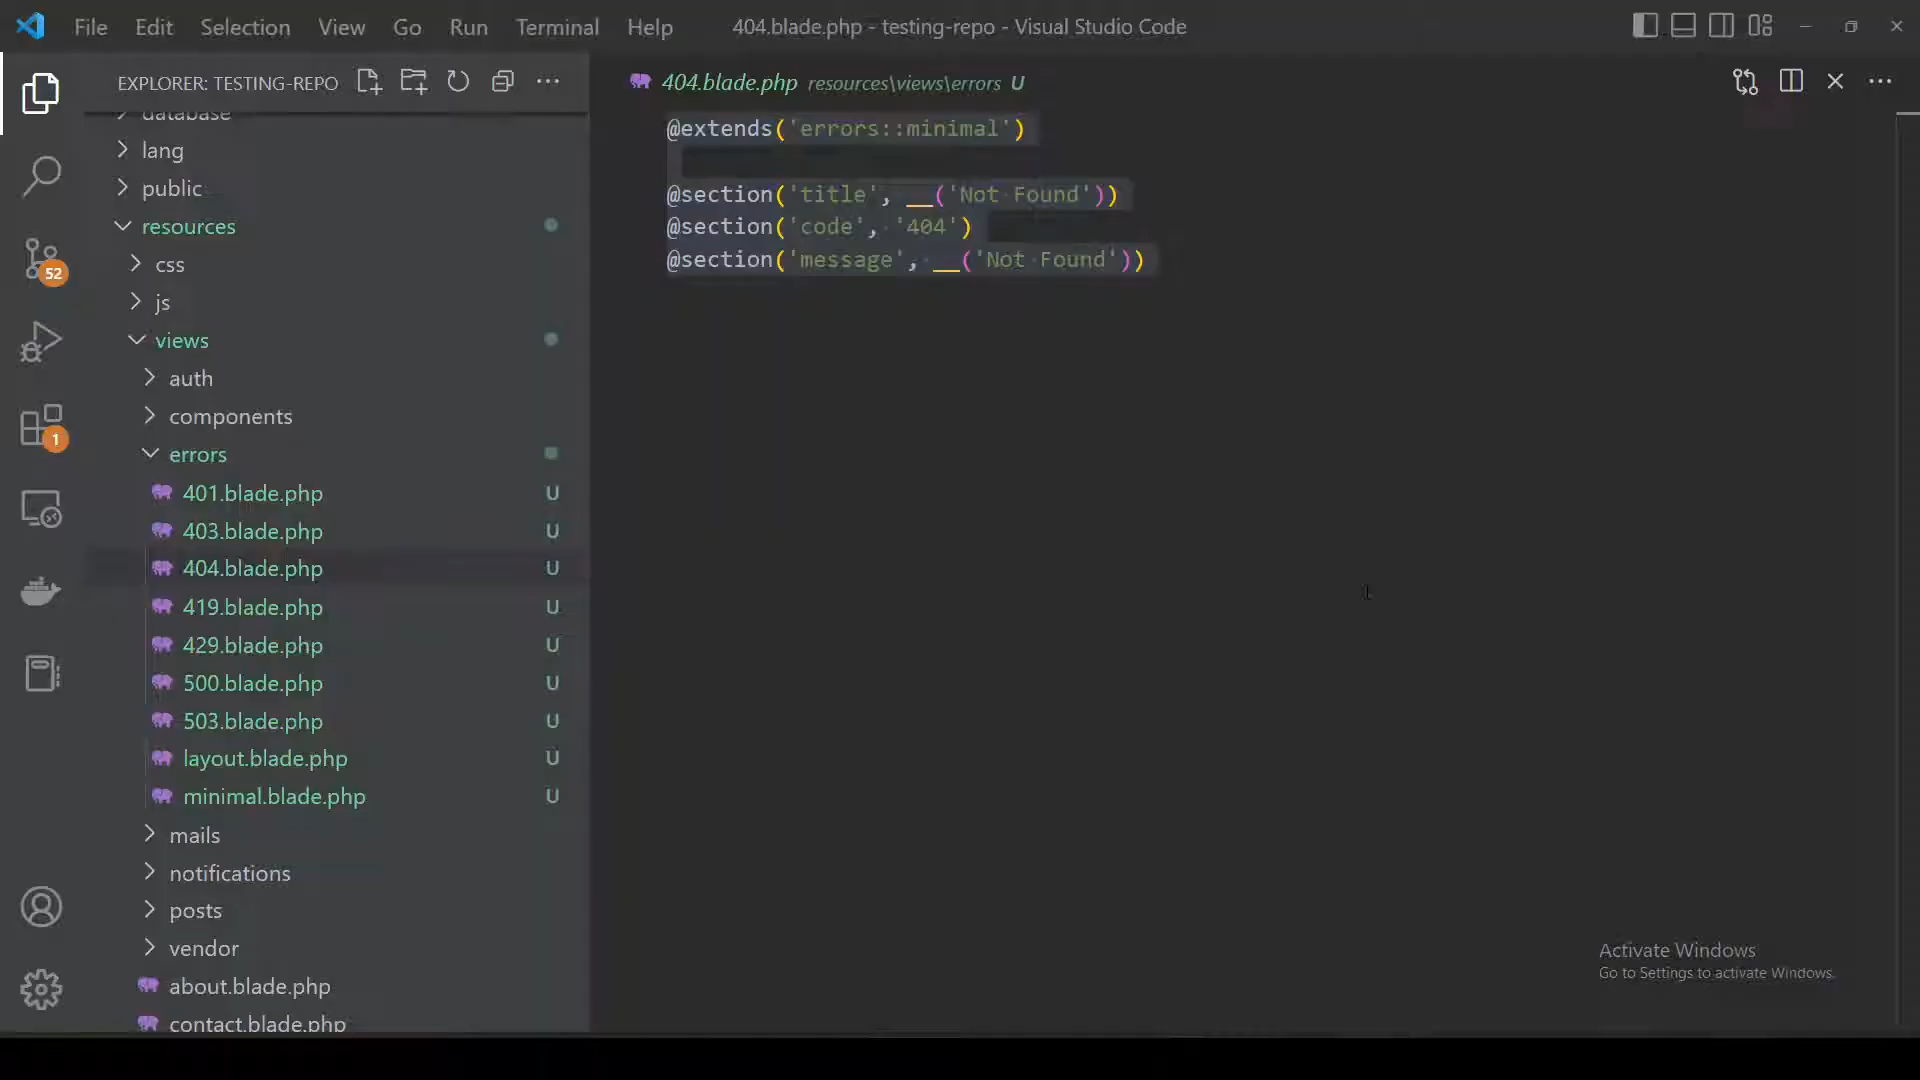 File Edit Selection View Go Run Terminal Help 404.blade.php - testing-repo - Visual Studio Code
EXPLORER: TESTING-REPO
database
lang
public
resources
css
js
views
auth
components
errors
401.blade.php U
403.blade.php U
404.blade.php U
419.blade.php U
429.blade.php U
500.blade.php U
503.blade.php U
layout.blade.php U
minimal.blade.php U
mails
notifications
posts
vendor
about.blade.php
contact.blade.php
52
1
404.blade.php resources\views\errors U
@extends('errors::minimal')
@section('title', __('Not Found'))
@section('code', '404')
@section('message', __('Not Found'))
Activate Windows
Go to Settings to activate Windows.